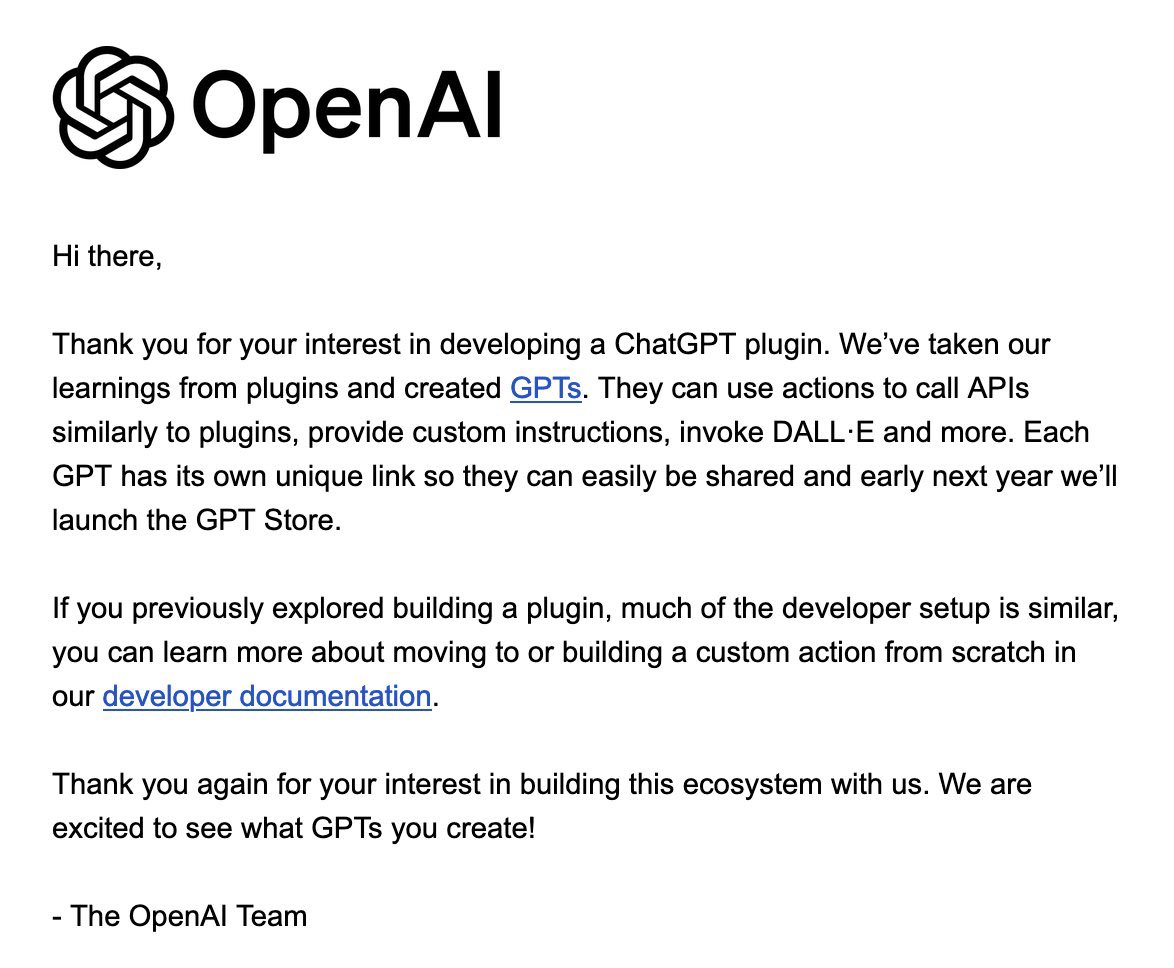 OpenAI
Hi there,
Thank you for your interest in developing a ChatGPT plugin. We’ve taken our
learnings from plugins and created GPTs. They can use actions to call APIs
similarly to plugins, provide custom instructions, invoke DALL·E and more. Each
GPT has its own unique link so they can easily be shared and early next year we’ll
launch the GPT Store.
If you previously explored building a plugin, much of the developer setup is similar,
you can learn more about moving to or building a custom action from scratch in
our developer documentation.
Thank you again for your interest in building this ecosystem with us. We are
excited to see what GPTs you create!
- The OpenAI Team